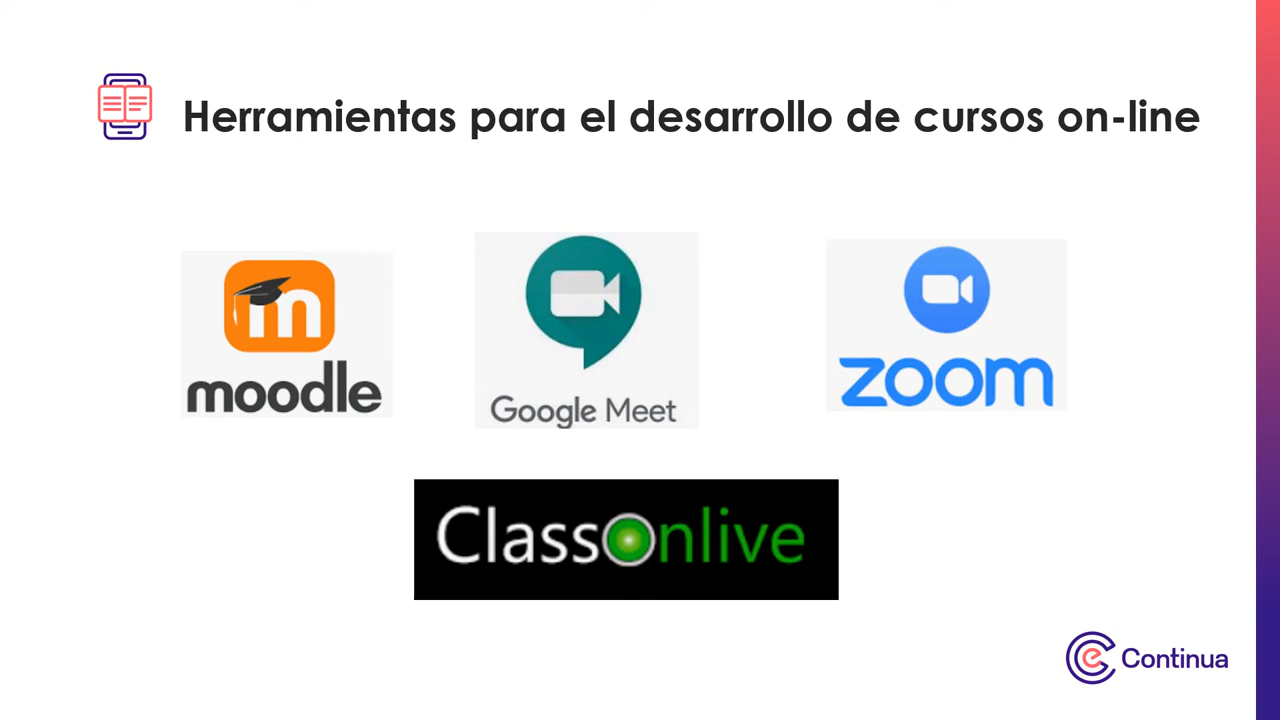 Herramientas para el desarrollo de cursos on-line
m
moodle
Google Meet
zoom
ClassOnlive
e Continua